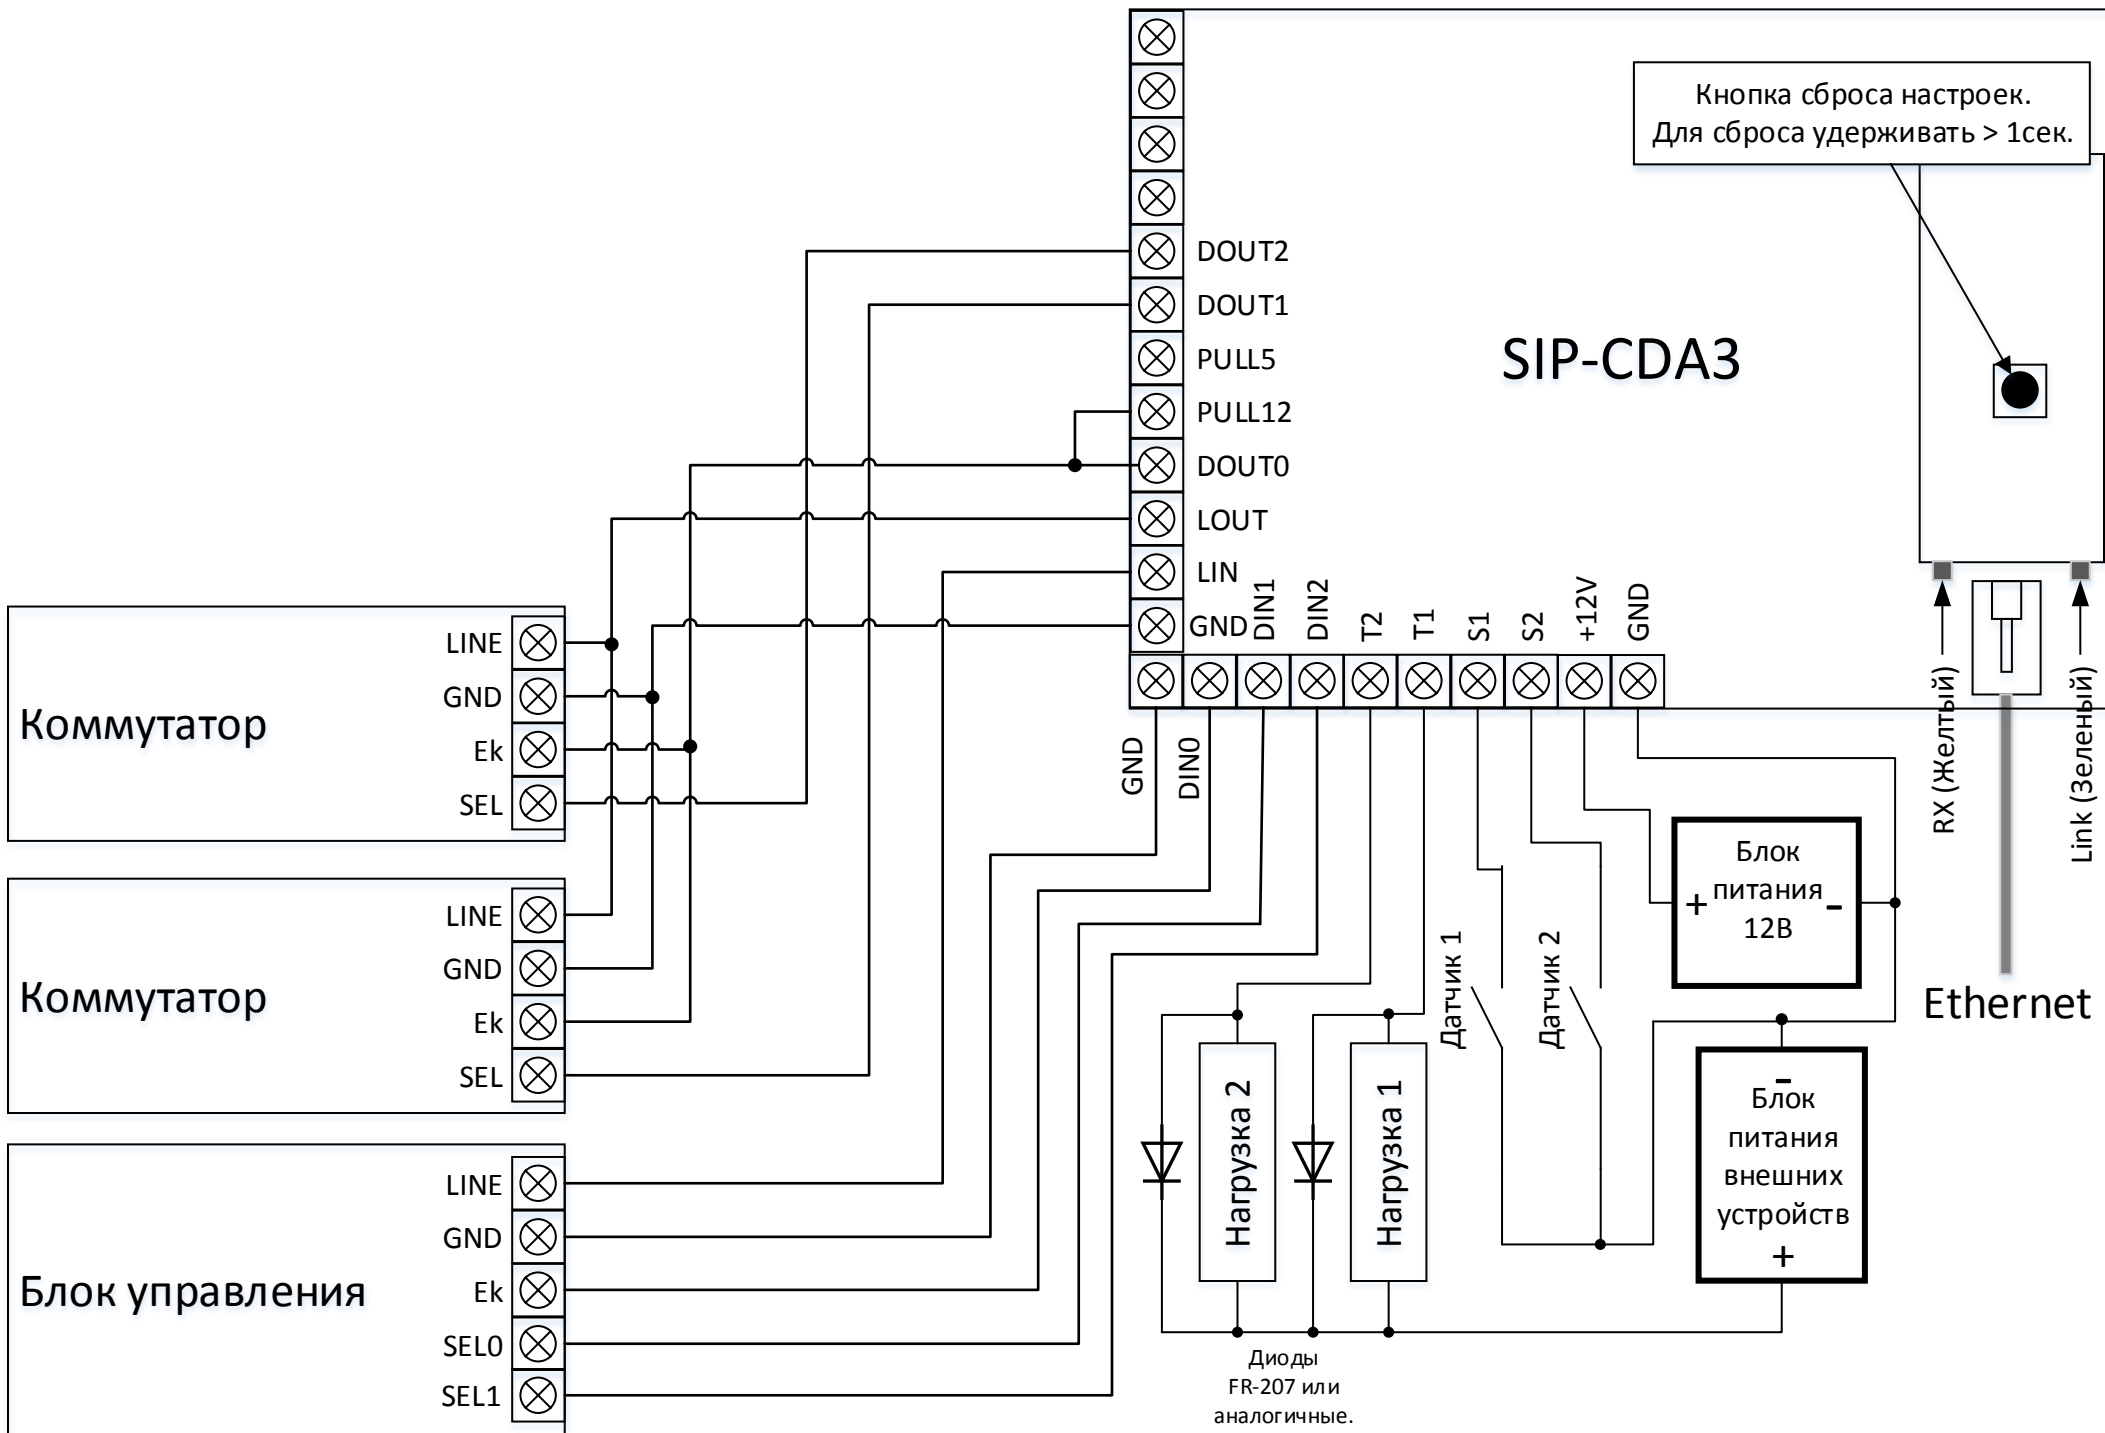 Кнопка сброса настроек.
Для сброса удерживать > 1сек.
SIP-CDA3
DOUT2
DOUT1
PULL5
PULL12
DOUT0
LOUT
LIN
GND
DIN1
DIN2
T2
T1
S1
S2
+12V
GND
GND
DIN0
RX (Желтый)
Link (Зеленый)
Ethernet
Коммутатор
LINE
GND
Ek
SEL
Коммутатор
LINE
GND
Ek
SEL
Блок управления
LINE
GND
Ek
SEL0
SEL1
Блок
питания
12В
+
-
Датчик 1
Датчик 2
Нагрузка 2
Нагрузка 1
-
Блок
питания
внешних
устройств
+
Диоды
FR-207 или
аналогичные.